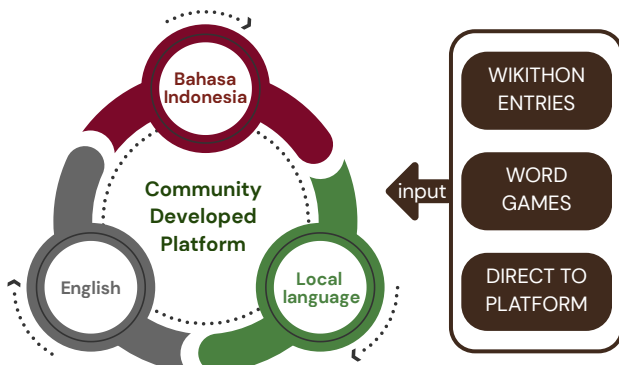 Bahasa
Indonesia
Community
Developed
Platform
English
Local
language
input
WIKITHON
ENTRIES
WORD
GAMES
DIRECT TO
PLATFORM